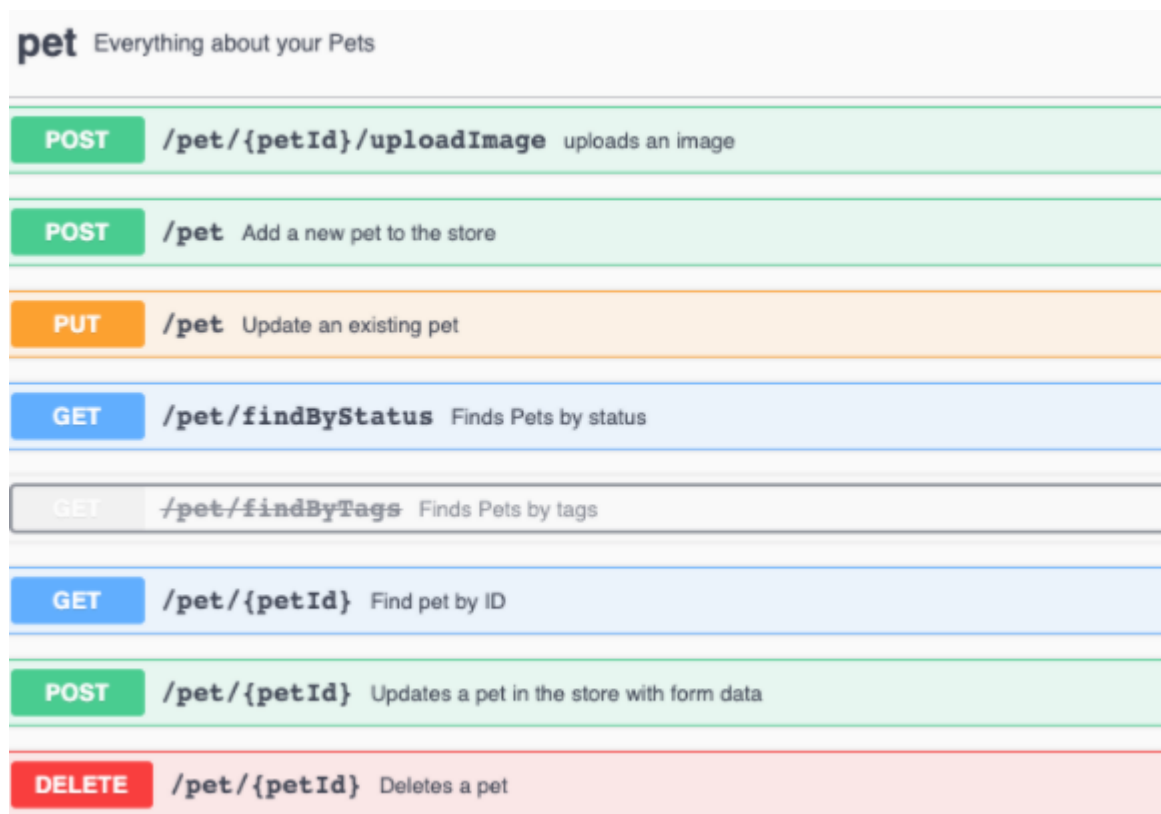 pet Everything about your Pets
POST /pet/{petId}/uploadImage uploads an image
POST /pet Add a new pet to the store
PUT /pet Update an existing pet
GET /pet/findByStatus Finds Pets by status
GET /pet/findByTags Finds Pets by tags
GET /pet/{petId} Find pet by ID
POST /pet/{petId} Updates a pet in the store with form data
DELETE /pet/{petId} Deletes a pet